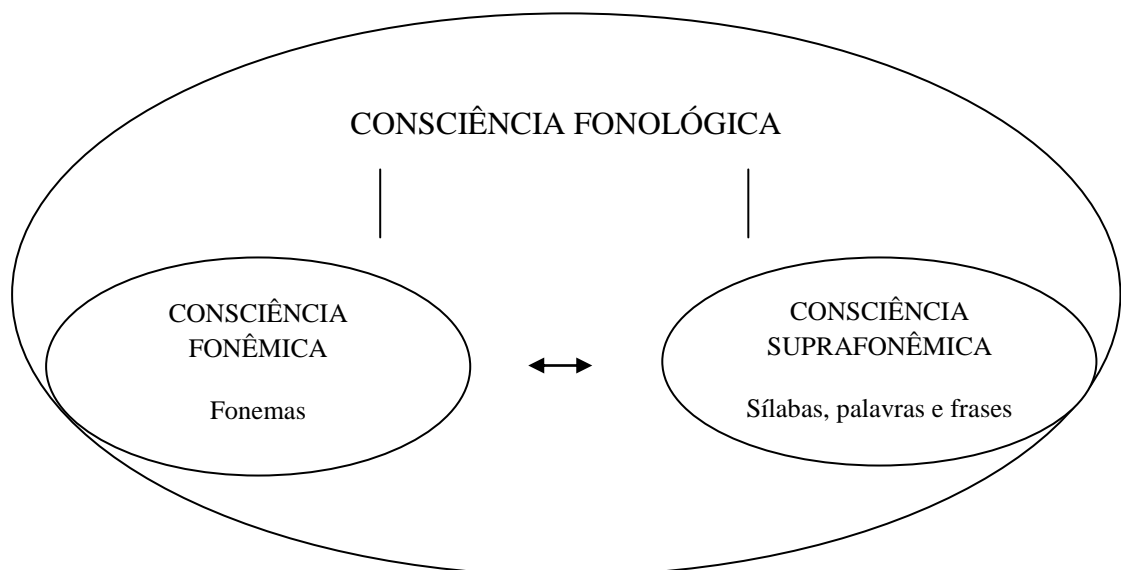 CONSCIÊNCIA FONOLÓGICA
CONSCIÊNCIA
FONÊMICA
Fonemas
CONSCIÊNCIA
SUPRAFONÊMICA
Sílabas, palavras e frases